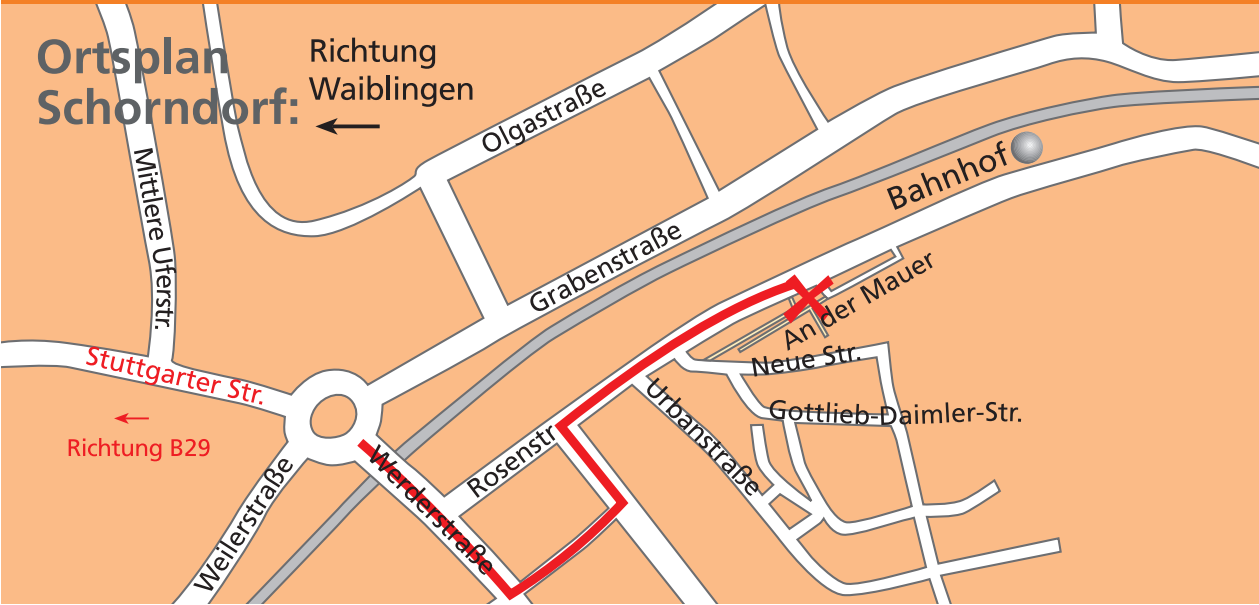 Ortsplan
Schorndorf:
Richtung
Waiblingen
Olgastraße
Mittlere Uferstr.
Bahnhof
Grabenstraße
An der Mauer
Neue Str.
Stuttgarter Str.
Richtung B29
Urbanstraße
Gottlieb-Daimler-Str.
Rosenstr
Werderstraße
Weilerstraße